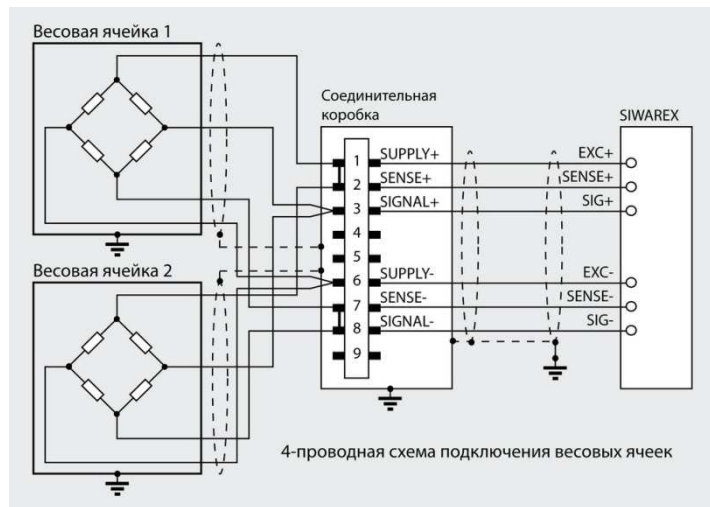 Весовая ячейка 1
Соединительная
коробка
SIWAREX
1
SUPPLY+
EXC+
2
SENSE+
SENSE+
3
SIGNAL+
SIG+
4
5
Весовая ячейка 2
6
SUPPLY-
EXC-
7
SENSE-
SENSE-
8
SIGNAL-
SIG-
9
4-проводная схема подключения весовых ячеек